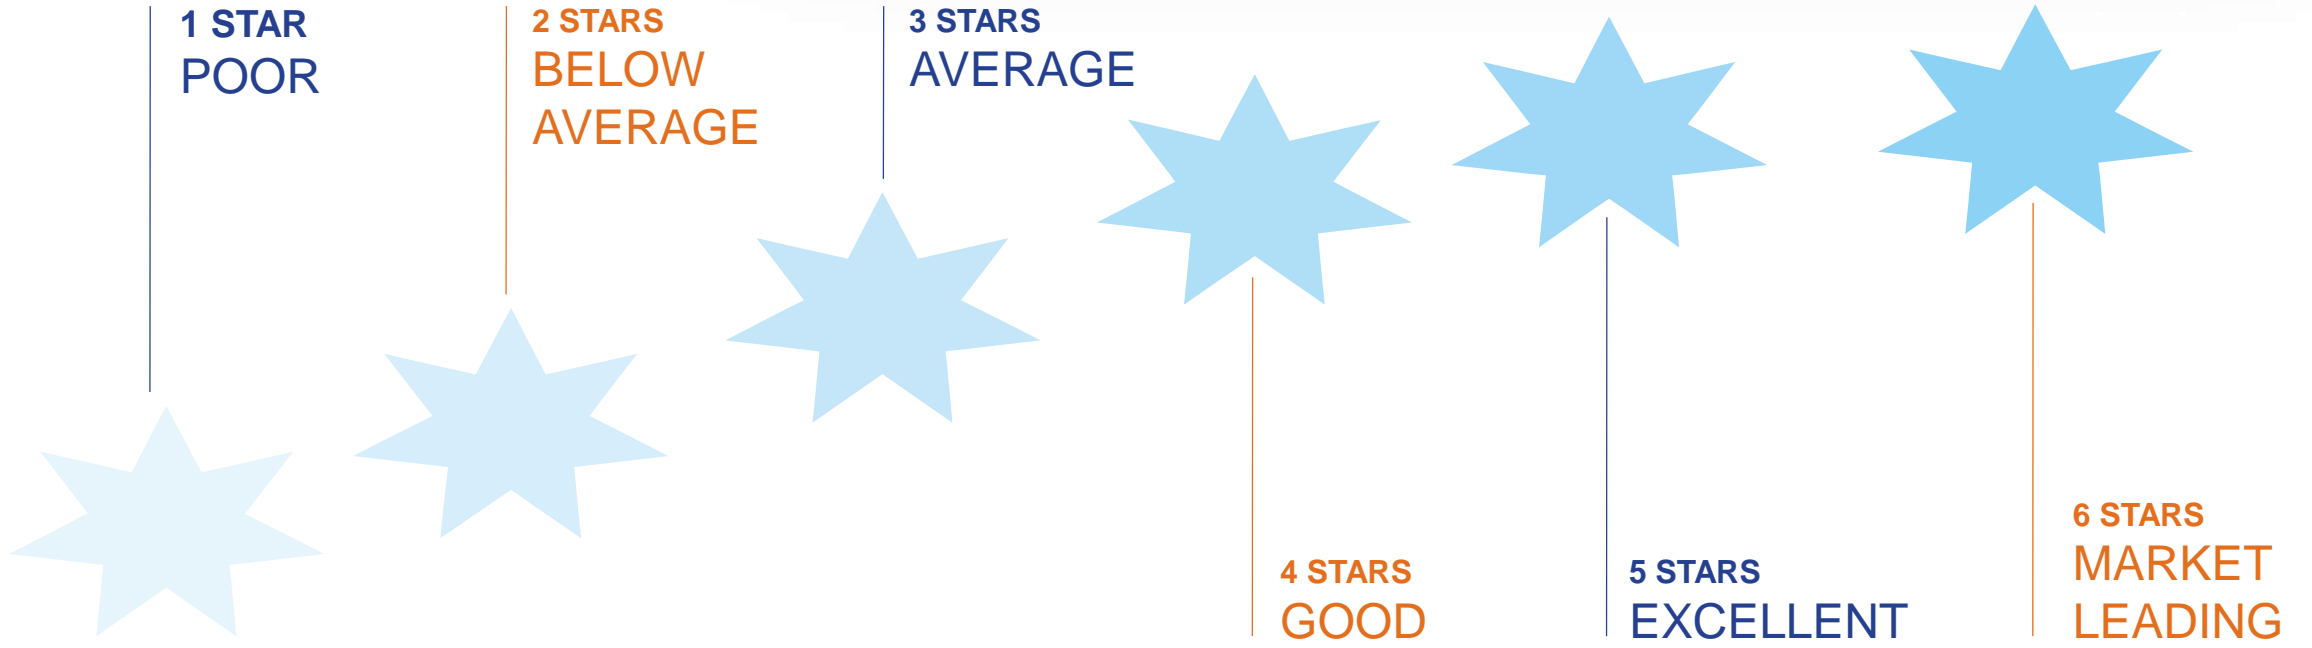 1 STAR
POOR
2 STARS
BELOW
AVERAGE
3 STARS
AVERAGE
4 STARS
GOOD
5 STARS
EXCELLENT
6 STARS
MARKET
LEADING